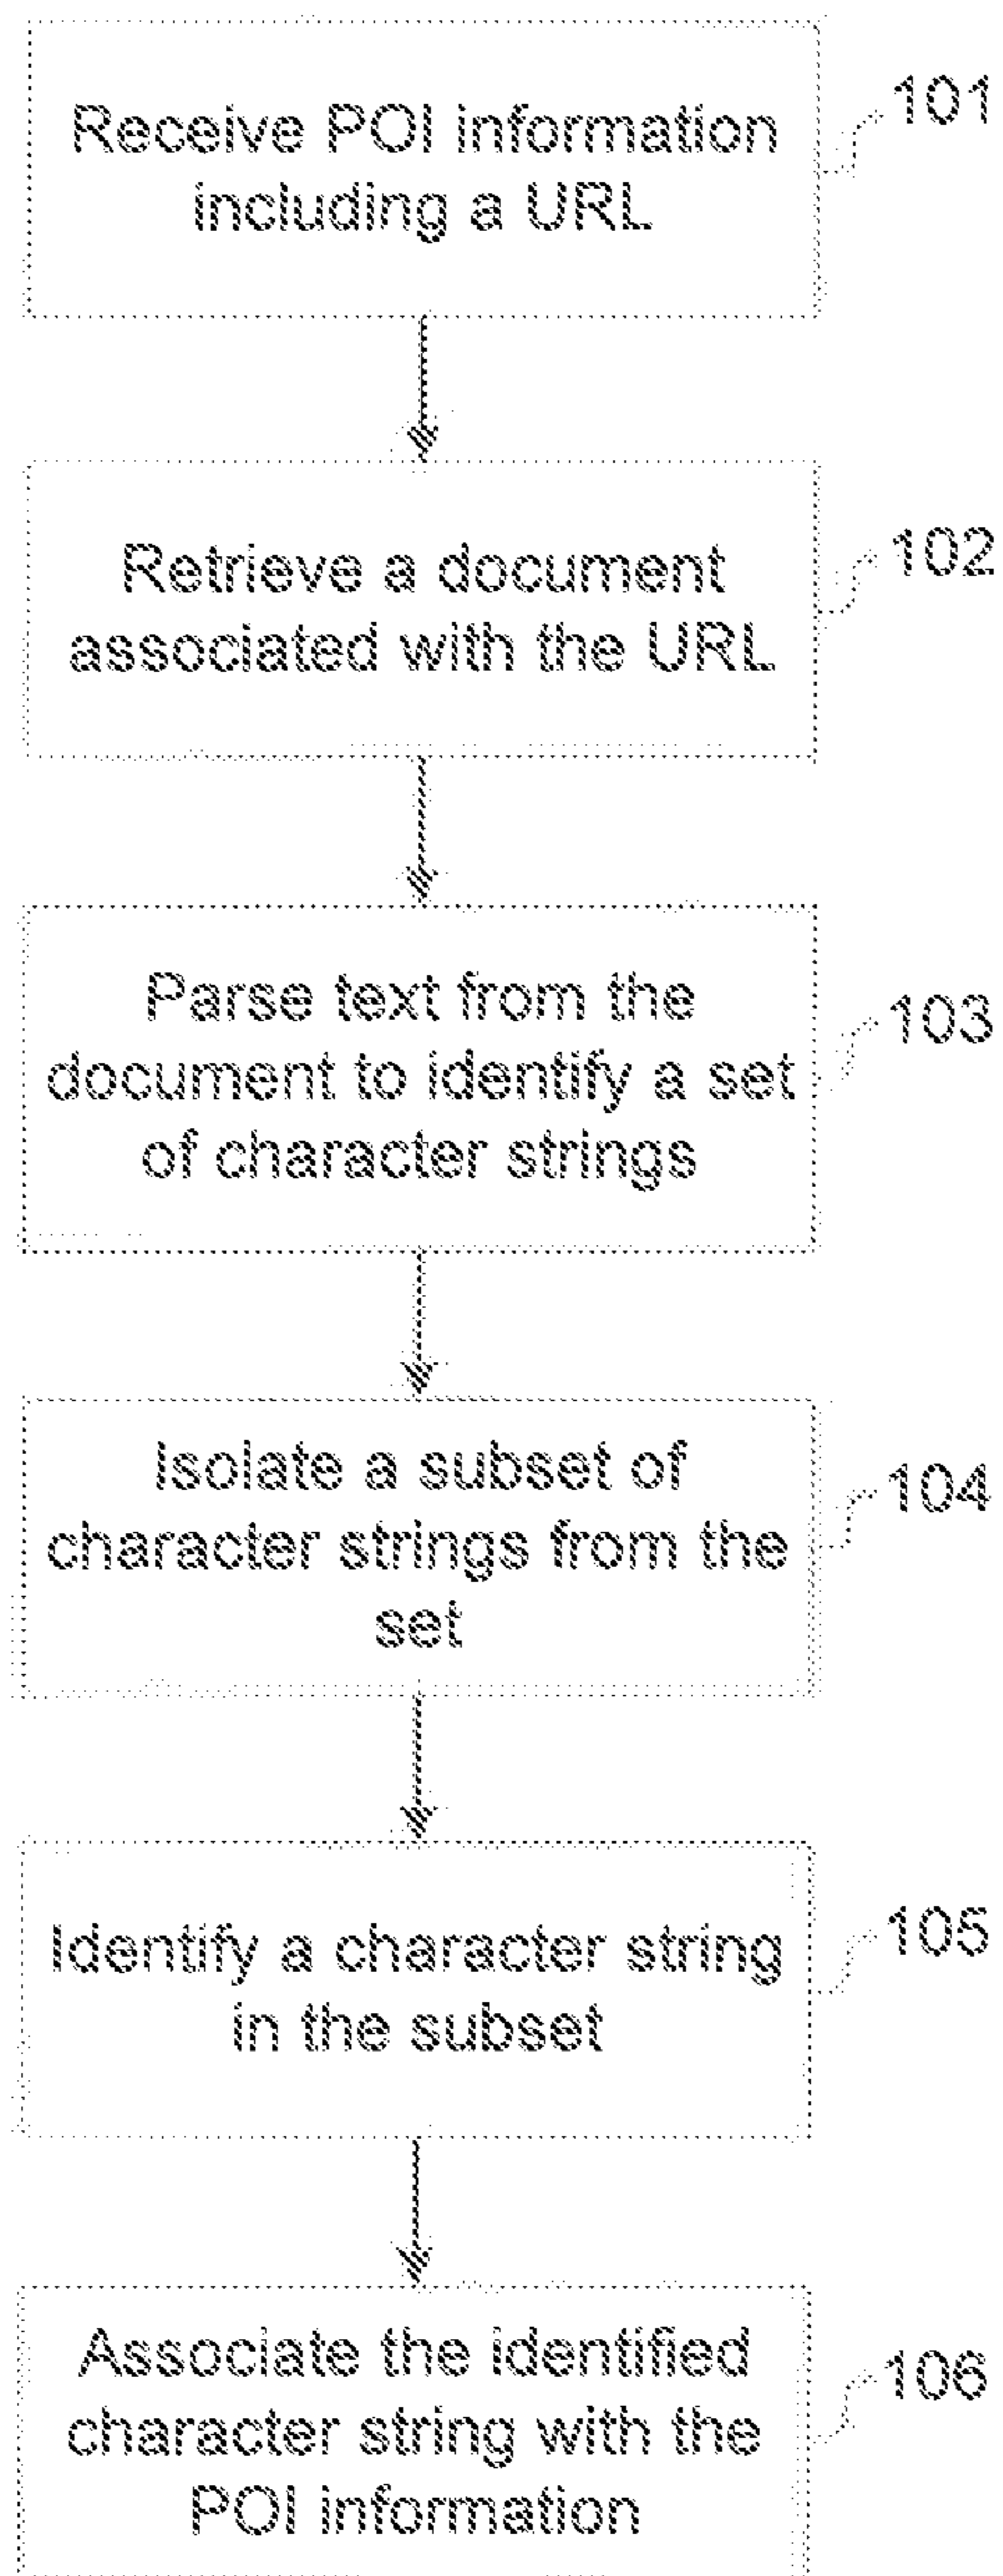 Receive POI information
including a URL
101
Retrieve a document
associated with the URL
102
Parse text from the
document to identify a set
of character strings
103
Isolate a subset of
character strings from the
set
104
Identify a character string
in the subset
105
Associate the identified
character string with the
POI information
106